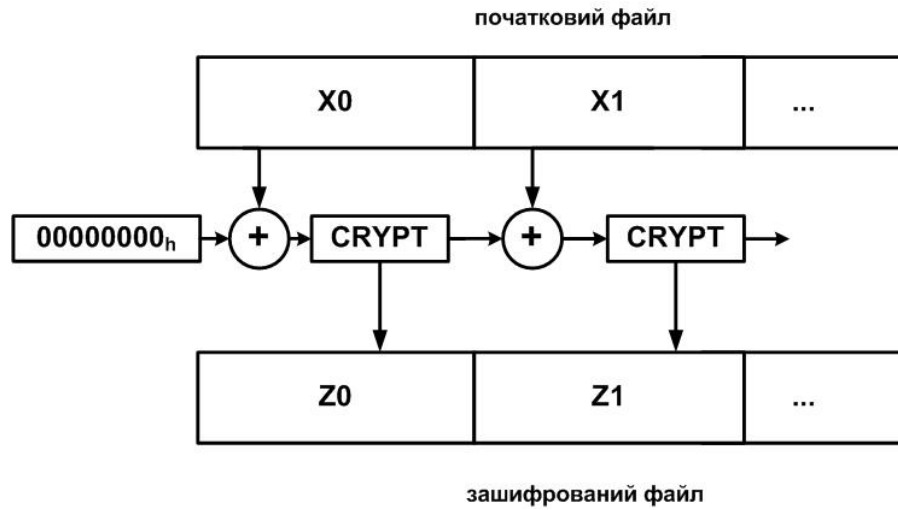 початковий файл
X0 X1 ...
00000000h + CRYPT + CRYPT
Z0 Z1 ...
зашифрований файл